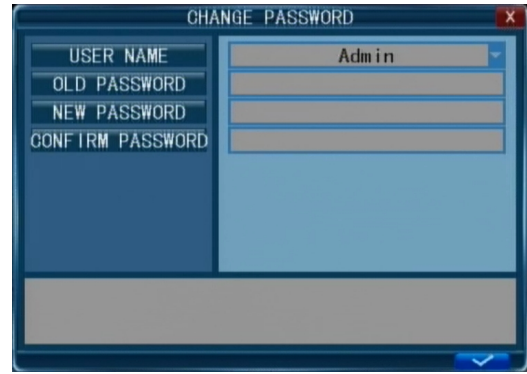 CHANGE PASSWORD
X
USER NAME
Admin
OLD PASSWORD
NEW PASSWORD
CONFIRM PASSWORD